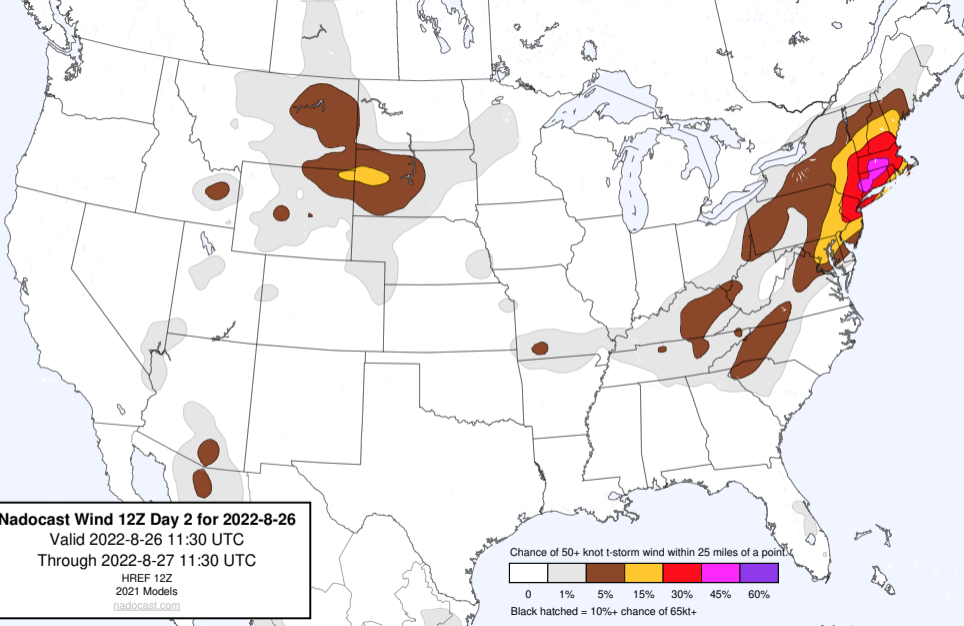 Nadocast Wind 12Z Day 2 for 2022-8-26
Valid 2022-8-26 11:30 UTC
Through 2022-8-27 11:30 UTC
HREF 12Z
2021 Models
nadocast.com
Chance of 50+ knot t-storm wind within 25 miles of a point.
0 1% 5% 15% 30% 45% 60%
Black hatched = 10%+ chance of 65kt+